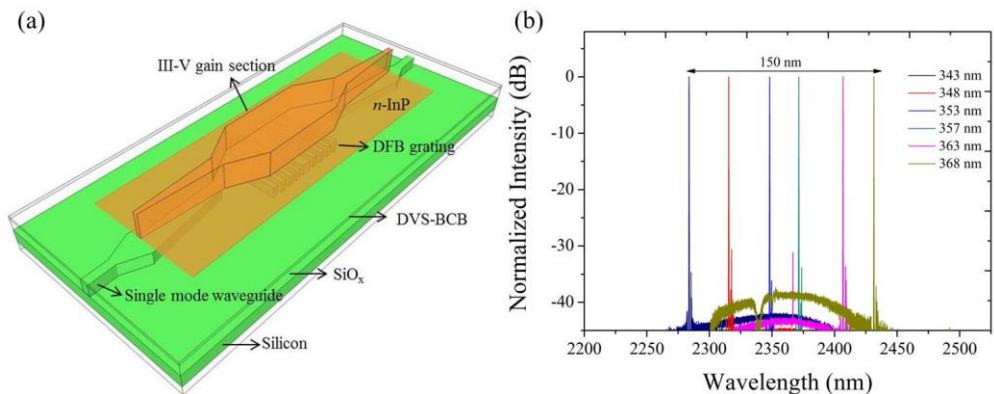 (a)
III-V gain section
n-InP
DFB grating
DVS-BCB
SiOx
Single mode waveguide
Silicon
(b)
150 nm
0
-10
-20
-30
-40
Normalized Intensity (dB)
343 nm
348 nm
353 nm
357 nm
363 nm
368 nm
2200 2250 2300 2350 2400 2450 2500
Wavelength (nm)